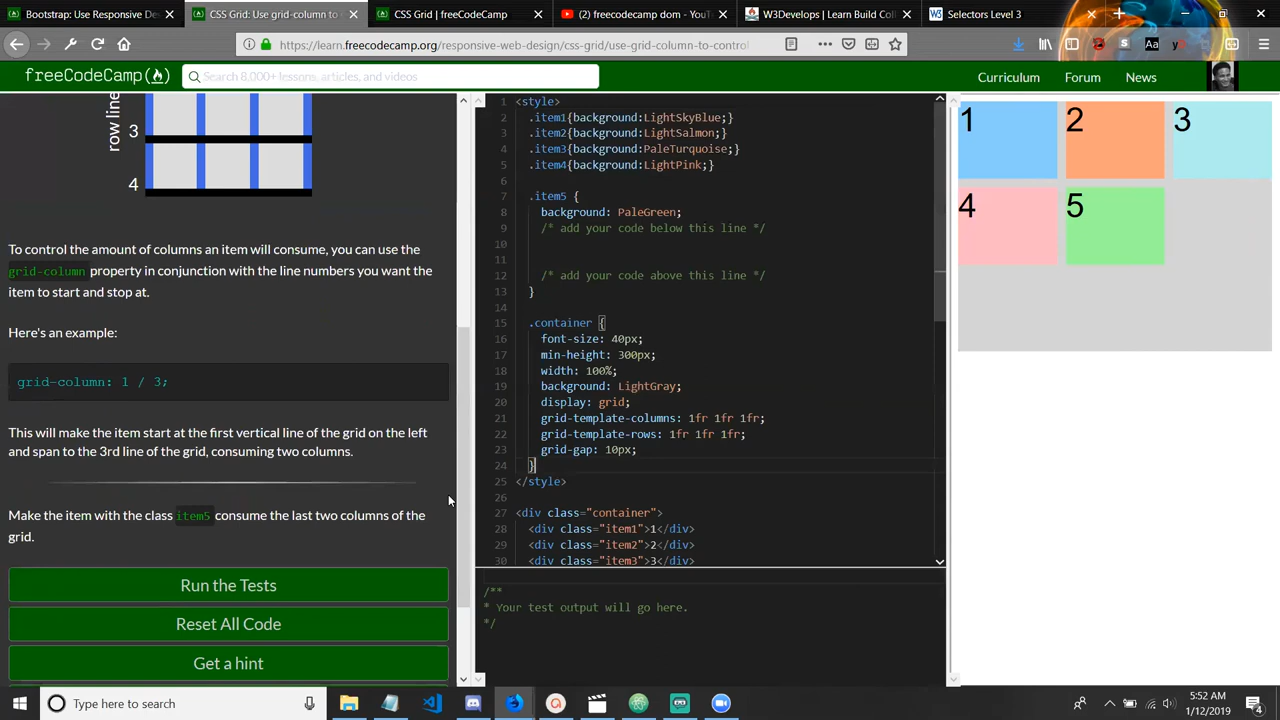 Bootstrap: Use Responsive De
CSS Grid: Use grid-column to
CSS Grid | freeCodeCamp
(1) freecodecamp dom - YouT
W3Develops | Learn Build Coll
Selectors Level 3
https://learn.freecodecamp.org/responsive-web-design/css-grid/use-grid-column-to-control
freeCodeCamp
Search 8,000+ lessons, articles, and videos
Curriculum Forum News
row line
3
4
To control the amount of columns an item will consume, you can use the
grid-column property in conjunction with the line numbers you want the
item to start and stop at.
Here's an example:
grid-column: 1 / 3;
This will make the item start at the first vertical line of the grid on the left
and span to the 3rd line of the grid, consuming two columns.
Make the item with the class item5 consume the last two columns of the
grid.
Run the Tests
Reset All Code
Get a hint
1 <style>
2 .item1{background:LightSkyBlue;}
3 .item2{background:LightSalmon;}
4 .item3{background:PaleTurquoise;}
5 .item4{background:LightPink;}
6
7 .item5 {
8 background: PaleGreen;
9 /* add your code below this line */
10
11
12 /* add your code above this line */
13 }
14
15 .container {
16 font-size: 40px;
17 min-height: 300px;
18 width: 100%;
19 background: LightGray;
20 display: grid;
21 grid-template-columns: 1fr 1fr 1fr;
22 grid-template-rows: 1fr 1fr 1fr;
23 grid-gap: 10px;
24 }
25 </style>
26
27 <div class="container">
28 <div class="item1">1</div>
29 <div class="item2">2</div>
30 <div class="item3">3</div>
/**
* Your test output will go here.
*/
1 2 3
4 5
Type here to search
5:52 AM
1/12/2019
4